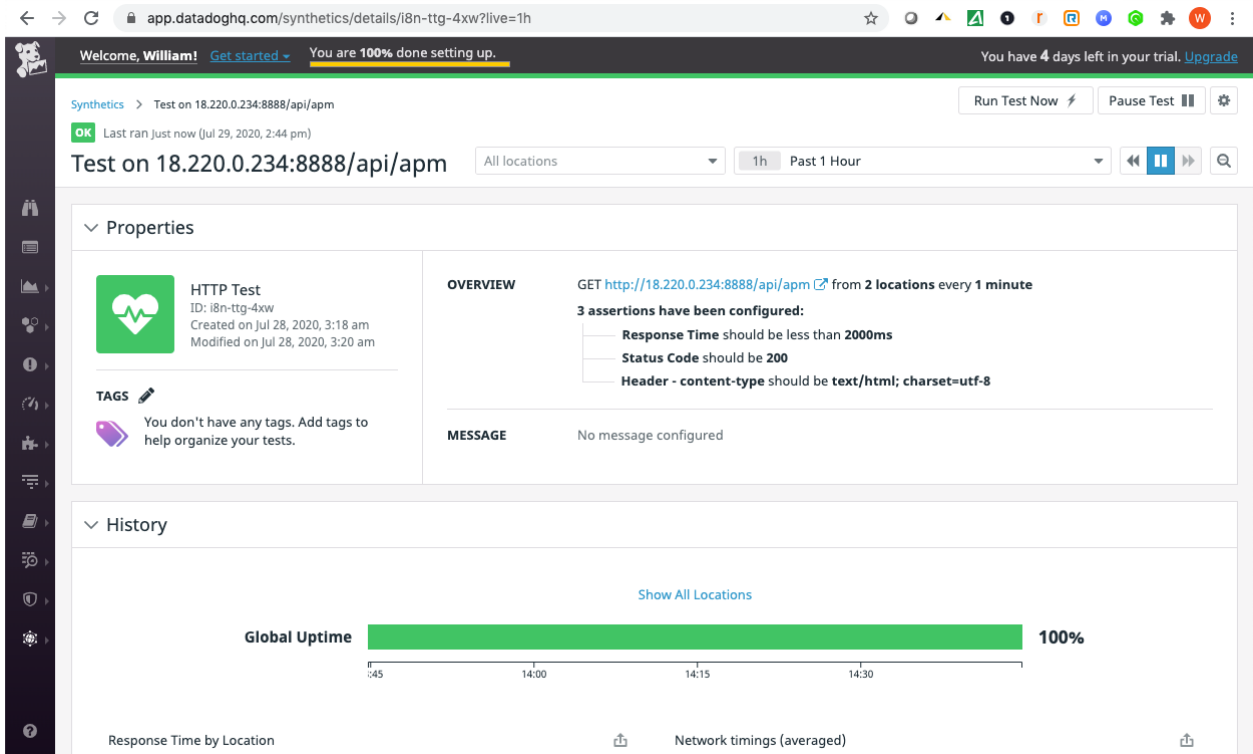 app.datadoghq.com/synthetics/details/i8n-ttg-4xw?live=1h
W
Welcome, William! Get started You are 100% done setting up. You have 4 days left in your trial. Upgrade
Synthetics > Test on 18.220.0.234:8888/api/apm
Run Test Now Pause Test
OK Last ran Just now (Jul 29, 2020, 2:44 pm)
Test on 18.220.0.234:8888/api/apm All locations 1h Past 1 Hour
Properties
HTTP Test
ID: i8n-ttg-4xw
Created on Jul 28, 2020, 3:18 am
Modified on Jul 28, 2020, 3:20 am
TAGS
You don't have any tags. Add tags to
help organize your tests.
OVERVIEW GET http://18.220.0.234:8888/api/apm from 2 locations every 1 minute
3 assertions have been configured:
Response Time should be less than 2000ms
Status Code should be 200
Header - content-type should be text/html; charset=utf-8
MESSAGE No message configured
History
Show All Locations
Global Uptime 100%
:45 14:00 14:15 14:30
Response Time by Location Network timings (averaged)